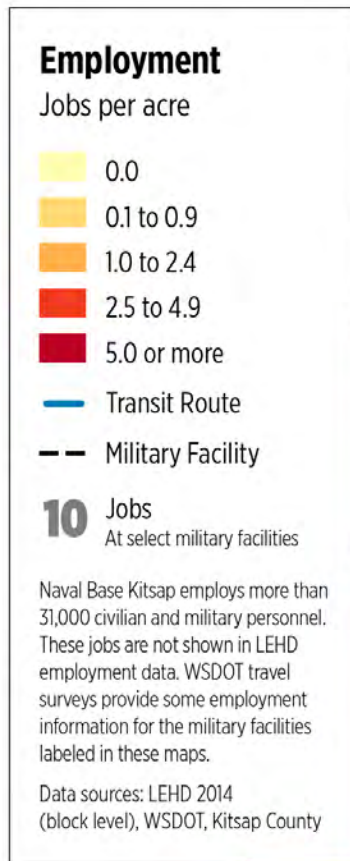 Employment
Jobs per acre
0.0
0.1 to 0.9
1.0 to 2.4
2.5 to 4.9
5.0 or more
Transit Route
Military Facility
10 Jobs
At select military facilities
Naval Base Kitsap employs more than
31,000 civilian and military personnel.
These jobs are not shown in LEHD
employment data. WSDOT travel
surveys provide some employment
information for the military facilities
labeled in these maps.
Data sources: LEHD 2014
(block level), WSDOT, Kitsap County